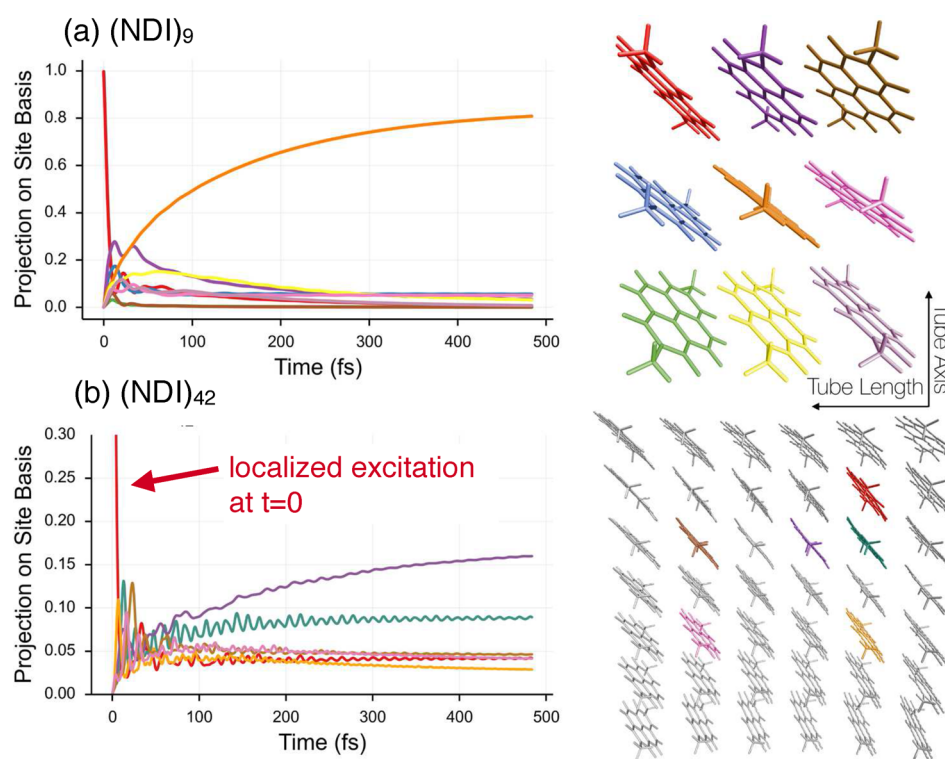 (a) (NDI)₉
Projection on Site Basis
1.0
0.8
0.6
0.4
0.2
0.0
0 100 200 300 400 500
Time (fs)
Tube Axis
Tube Length
(b) (NDI)₄₂
Projection on Site Basis
0.30
0.25
0.20
0.15
0.10
0.05
0.00
localized excitation
at t=0
0 100 200 300 400 500
Time (fs)